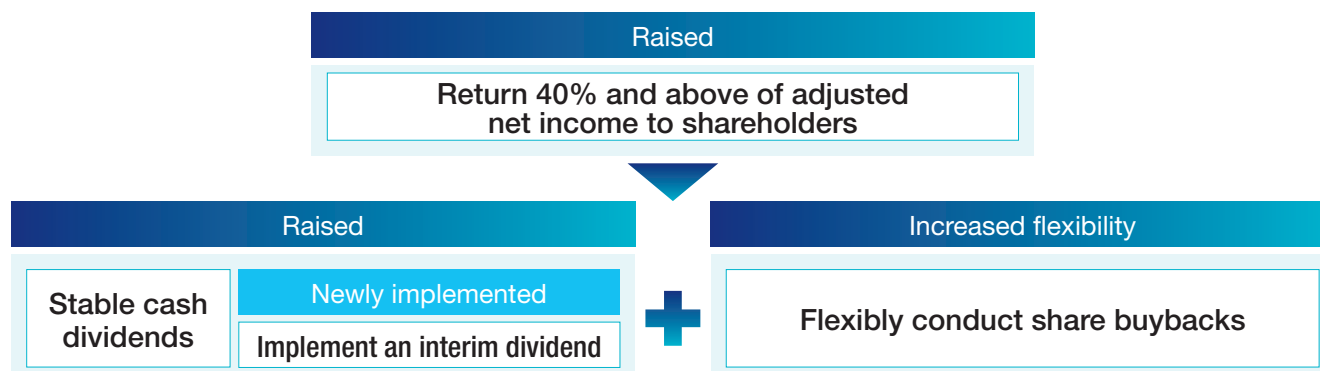 Raised
Return 40% and above of adjusted
net income to shareholders
Raised
Stable cash
dividends
Newly implemented
Implement an interim dividend
Increased flexibility
Flexibly conduct share buybacks